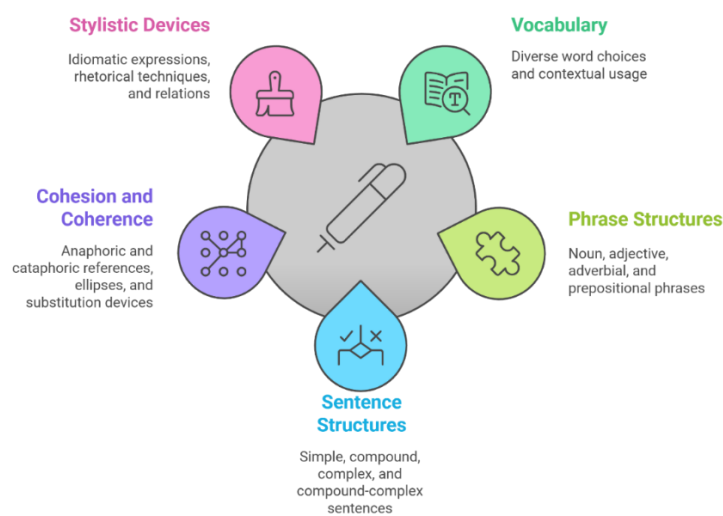 Stylistic Devices
Idiomatic expressions,
rhetorical techniques,
and relations
Vocabulary
Diverse word choices
and contextual usage
T
Cohesion and
Coherence
Anaphoric and
cataphoric references,
ellipses, and
substitution devices
Phrase Structures
Noun, adjective,
adverbial, and
prepositional phrases
Sentence
Structures
Simple, compound,
complex, and
compound-complex
sentences